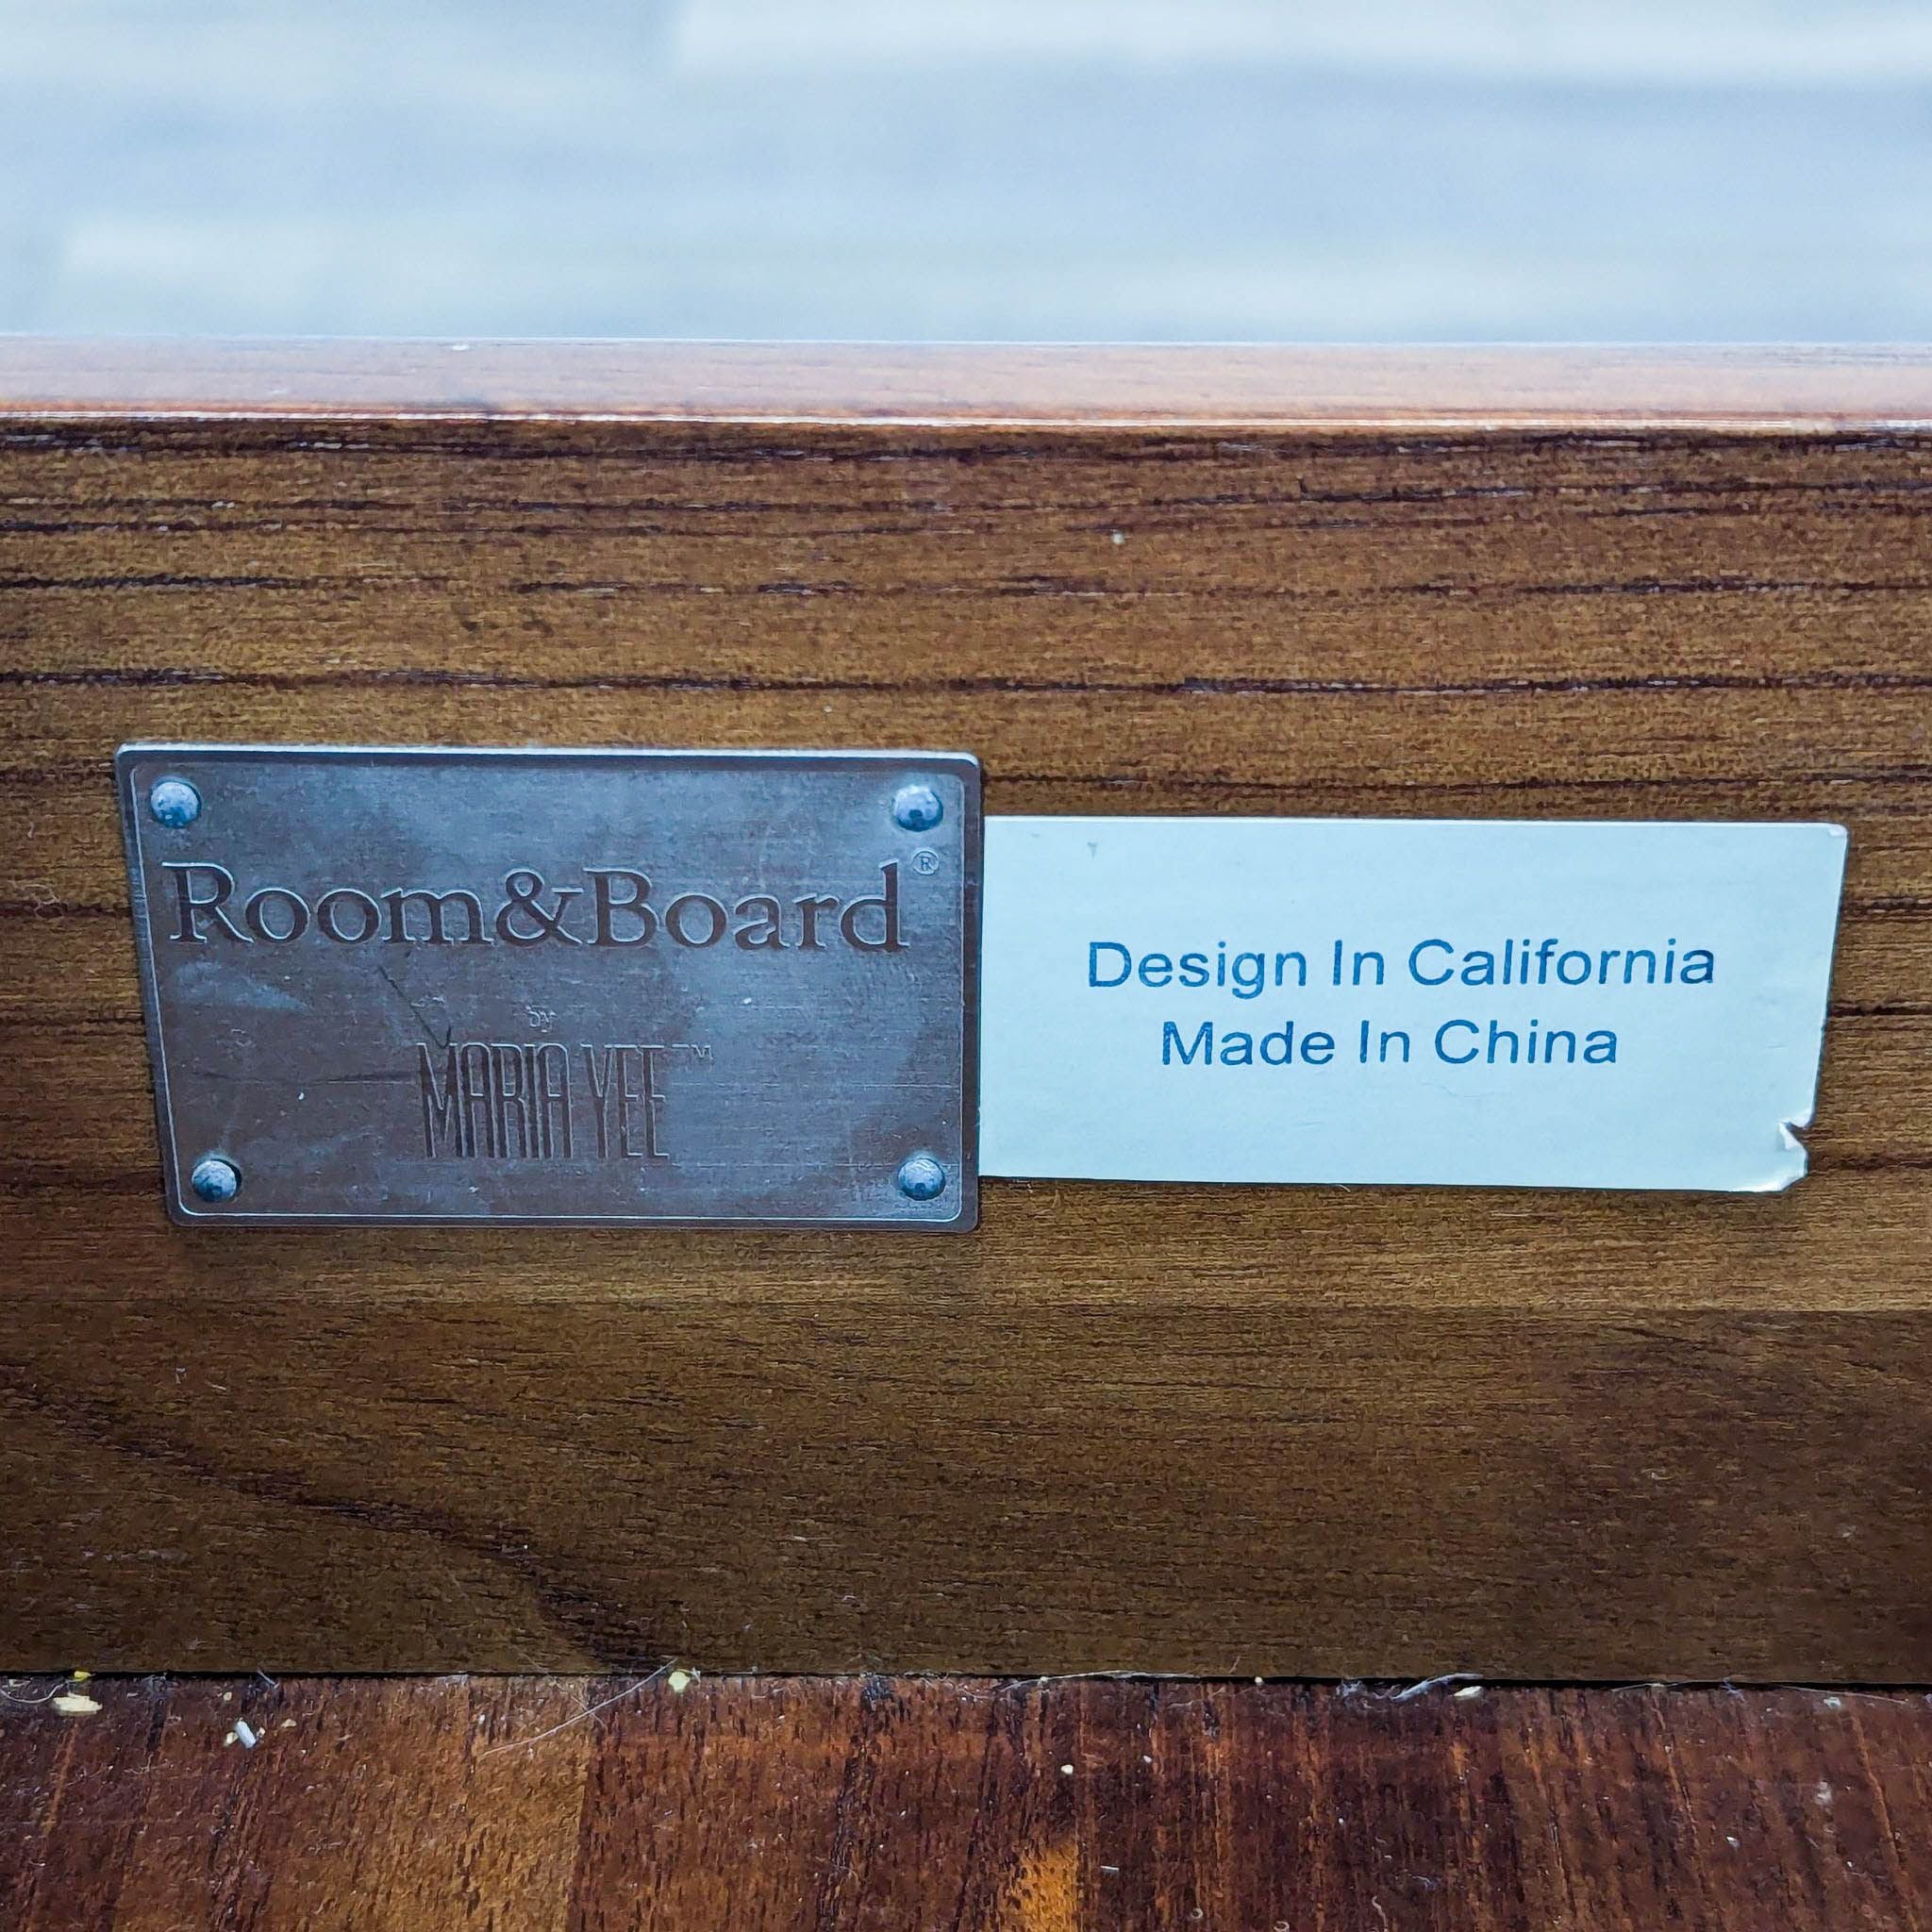 Room&Board®
by
MARIA YEE™
Design In California
Made In China